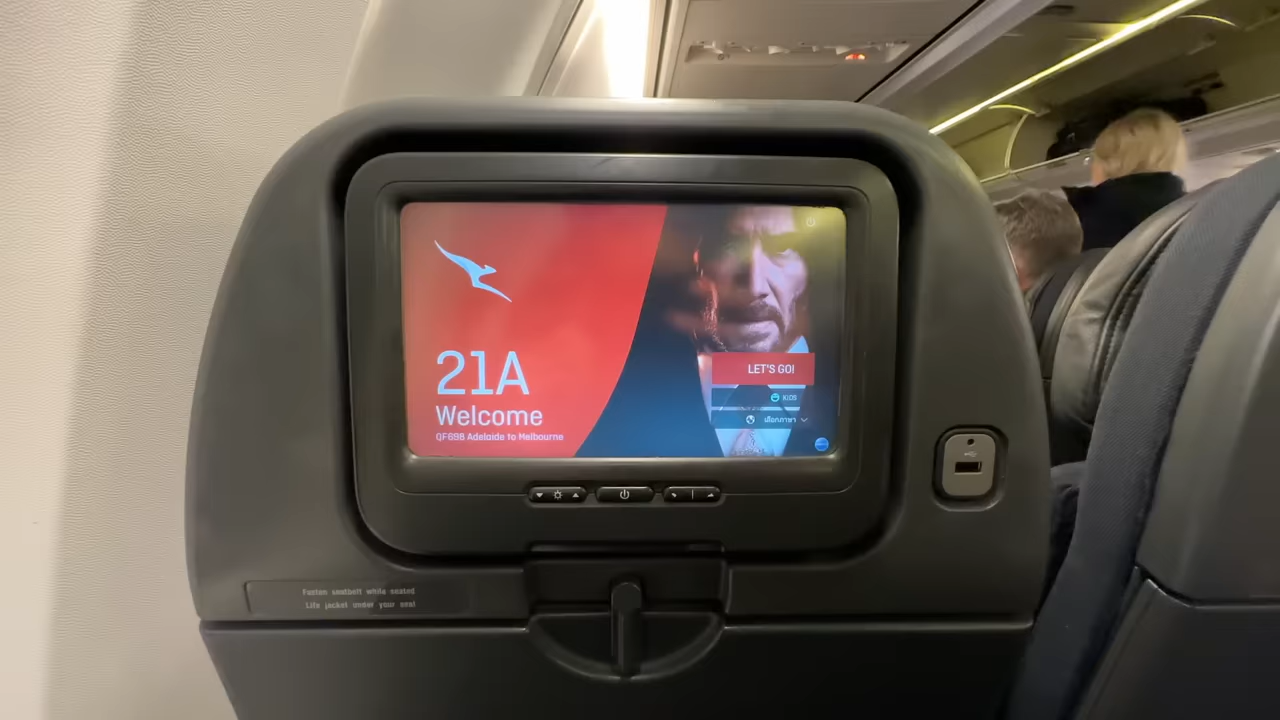 21A
Welcome
QF698 Adelaide to Melbourne
LET'S GO!
KIDS
เลือกภาษา
Fasten seatbelt while seated
Life jacket under your seat